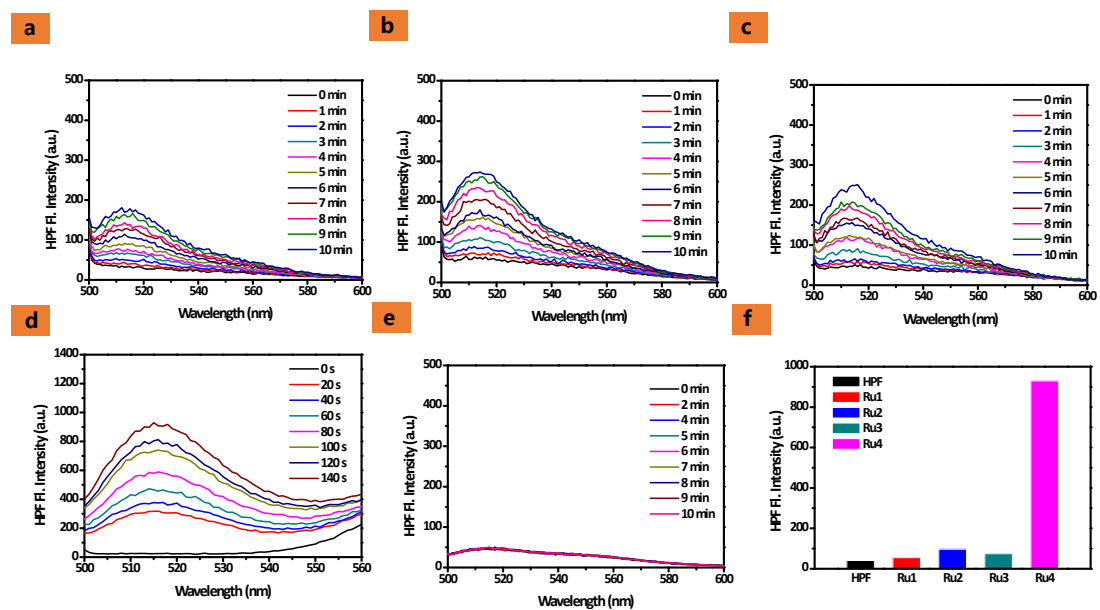 a
b
c
500
400
300
200
100
0
500 520 540 560 580 600
HPF Fl. Intensity (a.u.)
Wavelength (nm)
0 min
1 min
2 min
3 min
4 min
5 min
6 min
7 min
8 min
9 min
10 min
500
400
300
200
100
0
500 520 540 560 580 600
HPF Fl. Intensity (a.u.)
Wavelength (nm)
0 min
1 min
2 min
3 min
4 min
5 min
6 min
7 min
8 min
9 min
10 min
500
400
300
200
100
0
500 520 540 560 580 600
HPF Fl. Intensity (a.u.)
Wavelength (nm)
0 min
1 min
2 min
3 min
4 min
5 min
6 min
7 min
8 min
9 min
10 min
d
e
f
1400
1200
1000
800
600
400
200
0
500 510 520 530 540 550 560
HPF Fl. Intensity (a.u.)
Wavelength (nm)
0 s
20 s
40 s
60 s
80 s
100 s
120 s
140 s
500
400
300
200
100
0
500 520 540 560 580 600
HPF Fl. Intensity (a.u.)
Wavelength (nm)
0 min
2 min
4 min
5 min
6 min
7 min
8 min
9 min
10 min
1000
800
600
400
200
0
HPF Ru1 Ru2 Ru3 Ru4
HPF Fl. Intensity (a.u.)
HPF
Ru1
Ru2
Ru3
Ru4